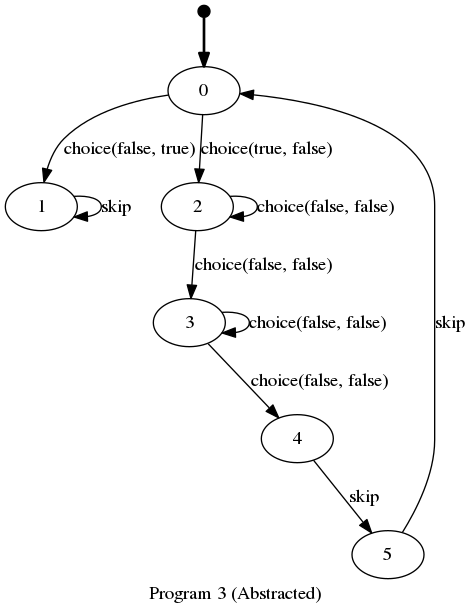 0
choice(false, true)
choice(true, false)
1
skip
2
choice(false, false)
choice(false, false)
3
choice(false, false)
skip
choice(false, false)
4
skip
5
Program 3 (Abstracted)